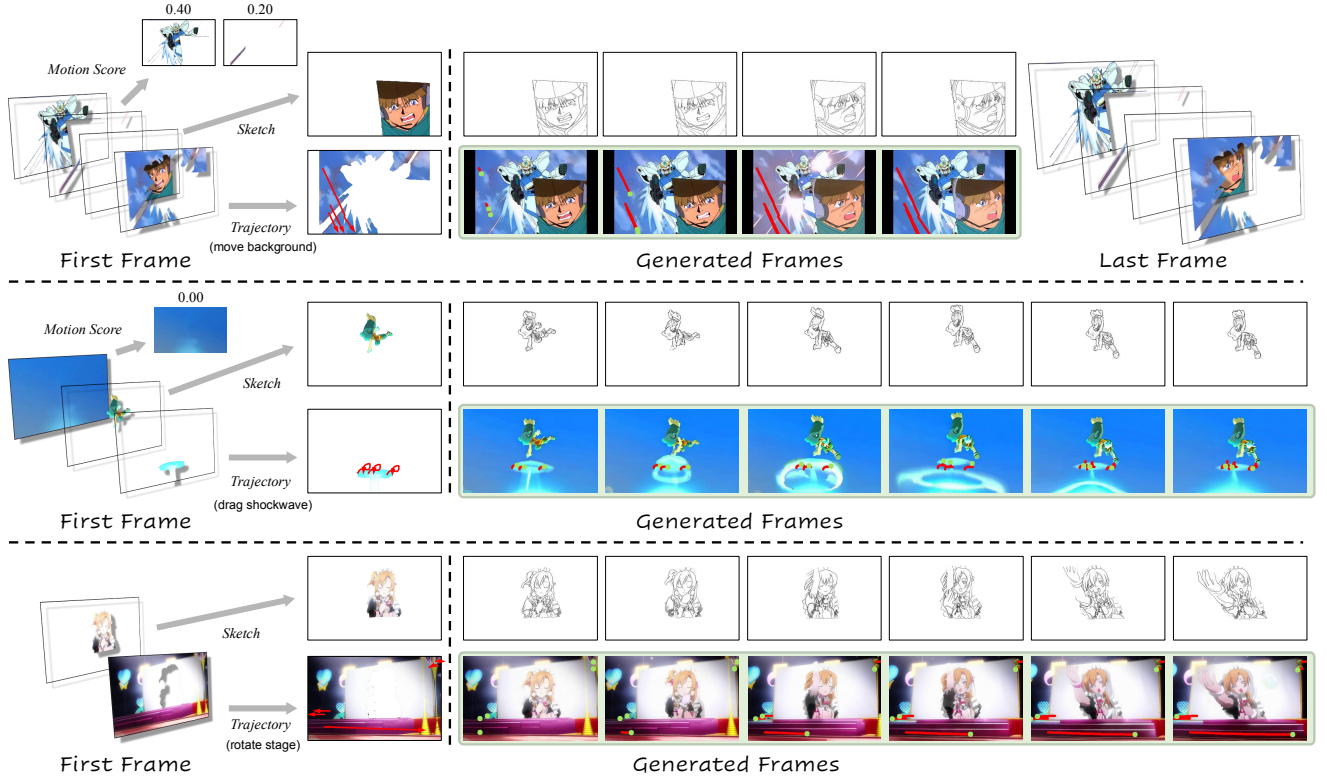 0.40
0.20
Motion Score
Sketch
Trajectory
(move background)
First Frame
Generated Frames
Last Frame
0.00
Motion Score
Sketch
Trajectory
(drag shockwave)
First Frame
Generated Frames
Sketch
Trajectory
(rotate stage)
First Frame
Generated Frames